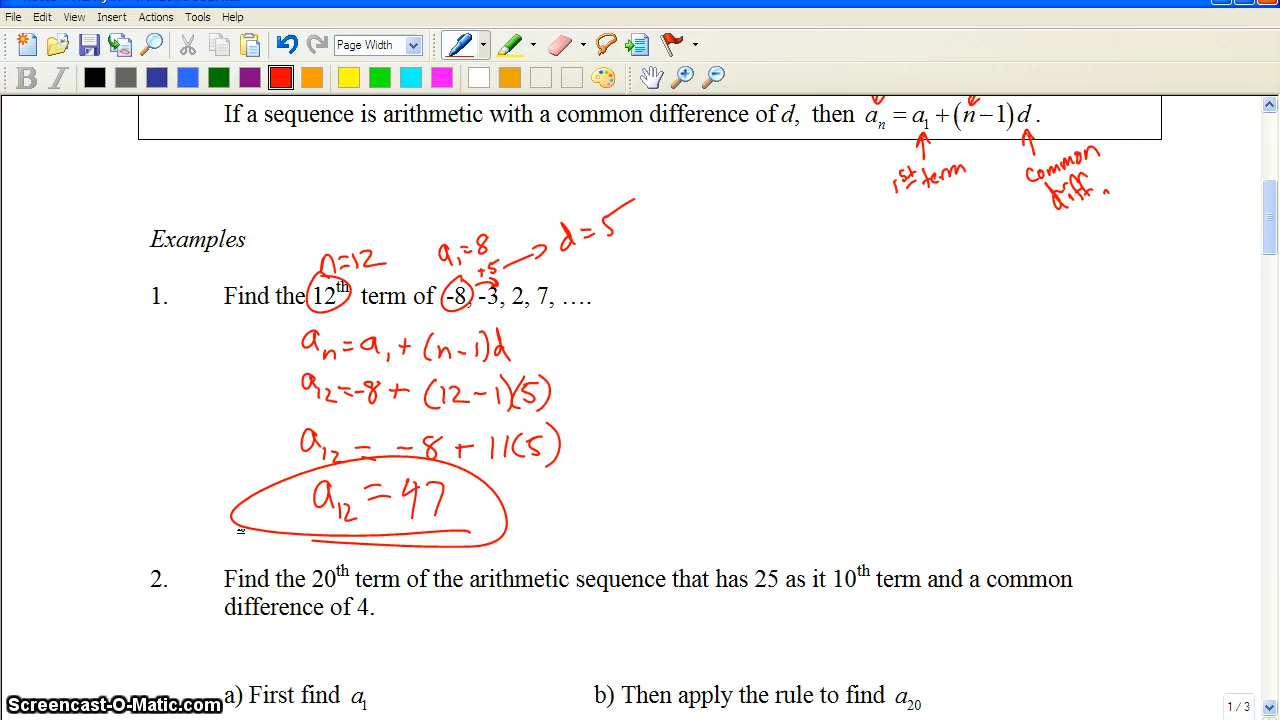 File Edit View Insert Actions Tools Help
Page Width
B I
If a sequence is arithmetic with a common difference of d, then aₙ = a₁ + (n − 1)d.
1st term
common diff.
Examples
n=12 a₁=8 +5 d=5
1. Find the 12th term of -8, -3, 2, 7, ….
aₙ = a₁ + (n-1)d
a₁₂ = -8 + (12-1)(5)
a₁₂ = -8 + 11(5)
a₁₂ = 47
2. Find the 20th term of the arithmetic sequence that has 25 as it 10th term and a common
difference of 4.
a) First find a₁ b) Then apply the rule to find a₂₀
Screencast-O-Matic.com 1/3